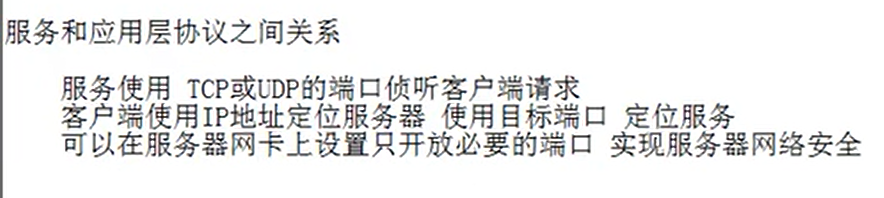 服务和应用层协议之间关系
服务使用 TCP或UDP的端口侦听客户端请求
客户端使用IP地址定位服务器 使用目标端口 定位服务
可以在服务器网卡上设置只开放必要的端口 实现服务器网络安全